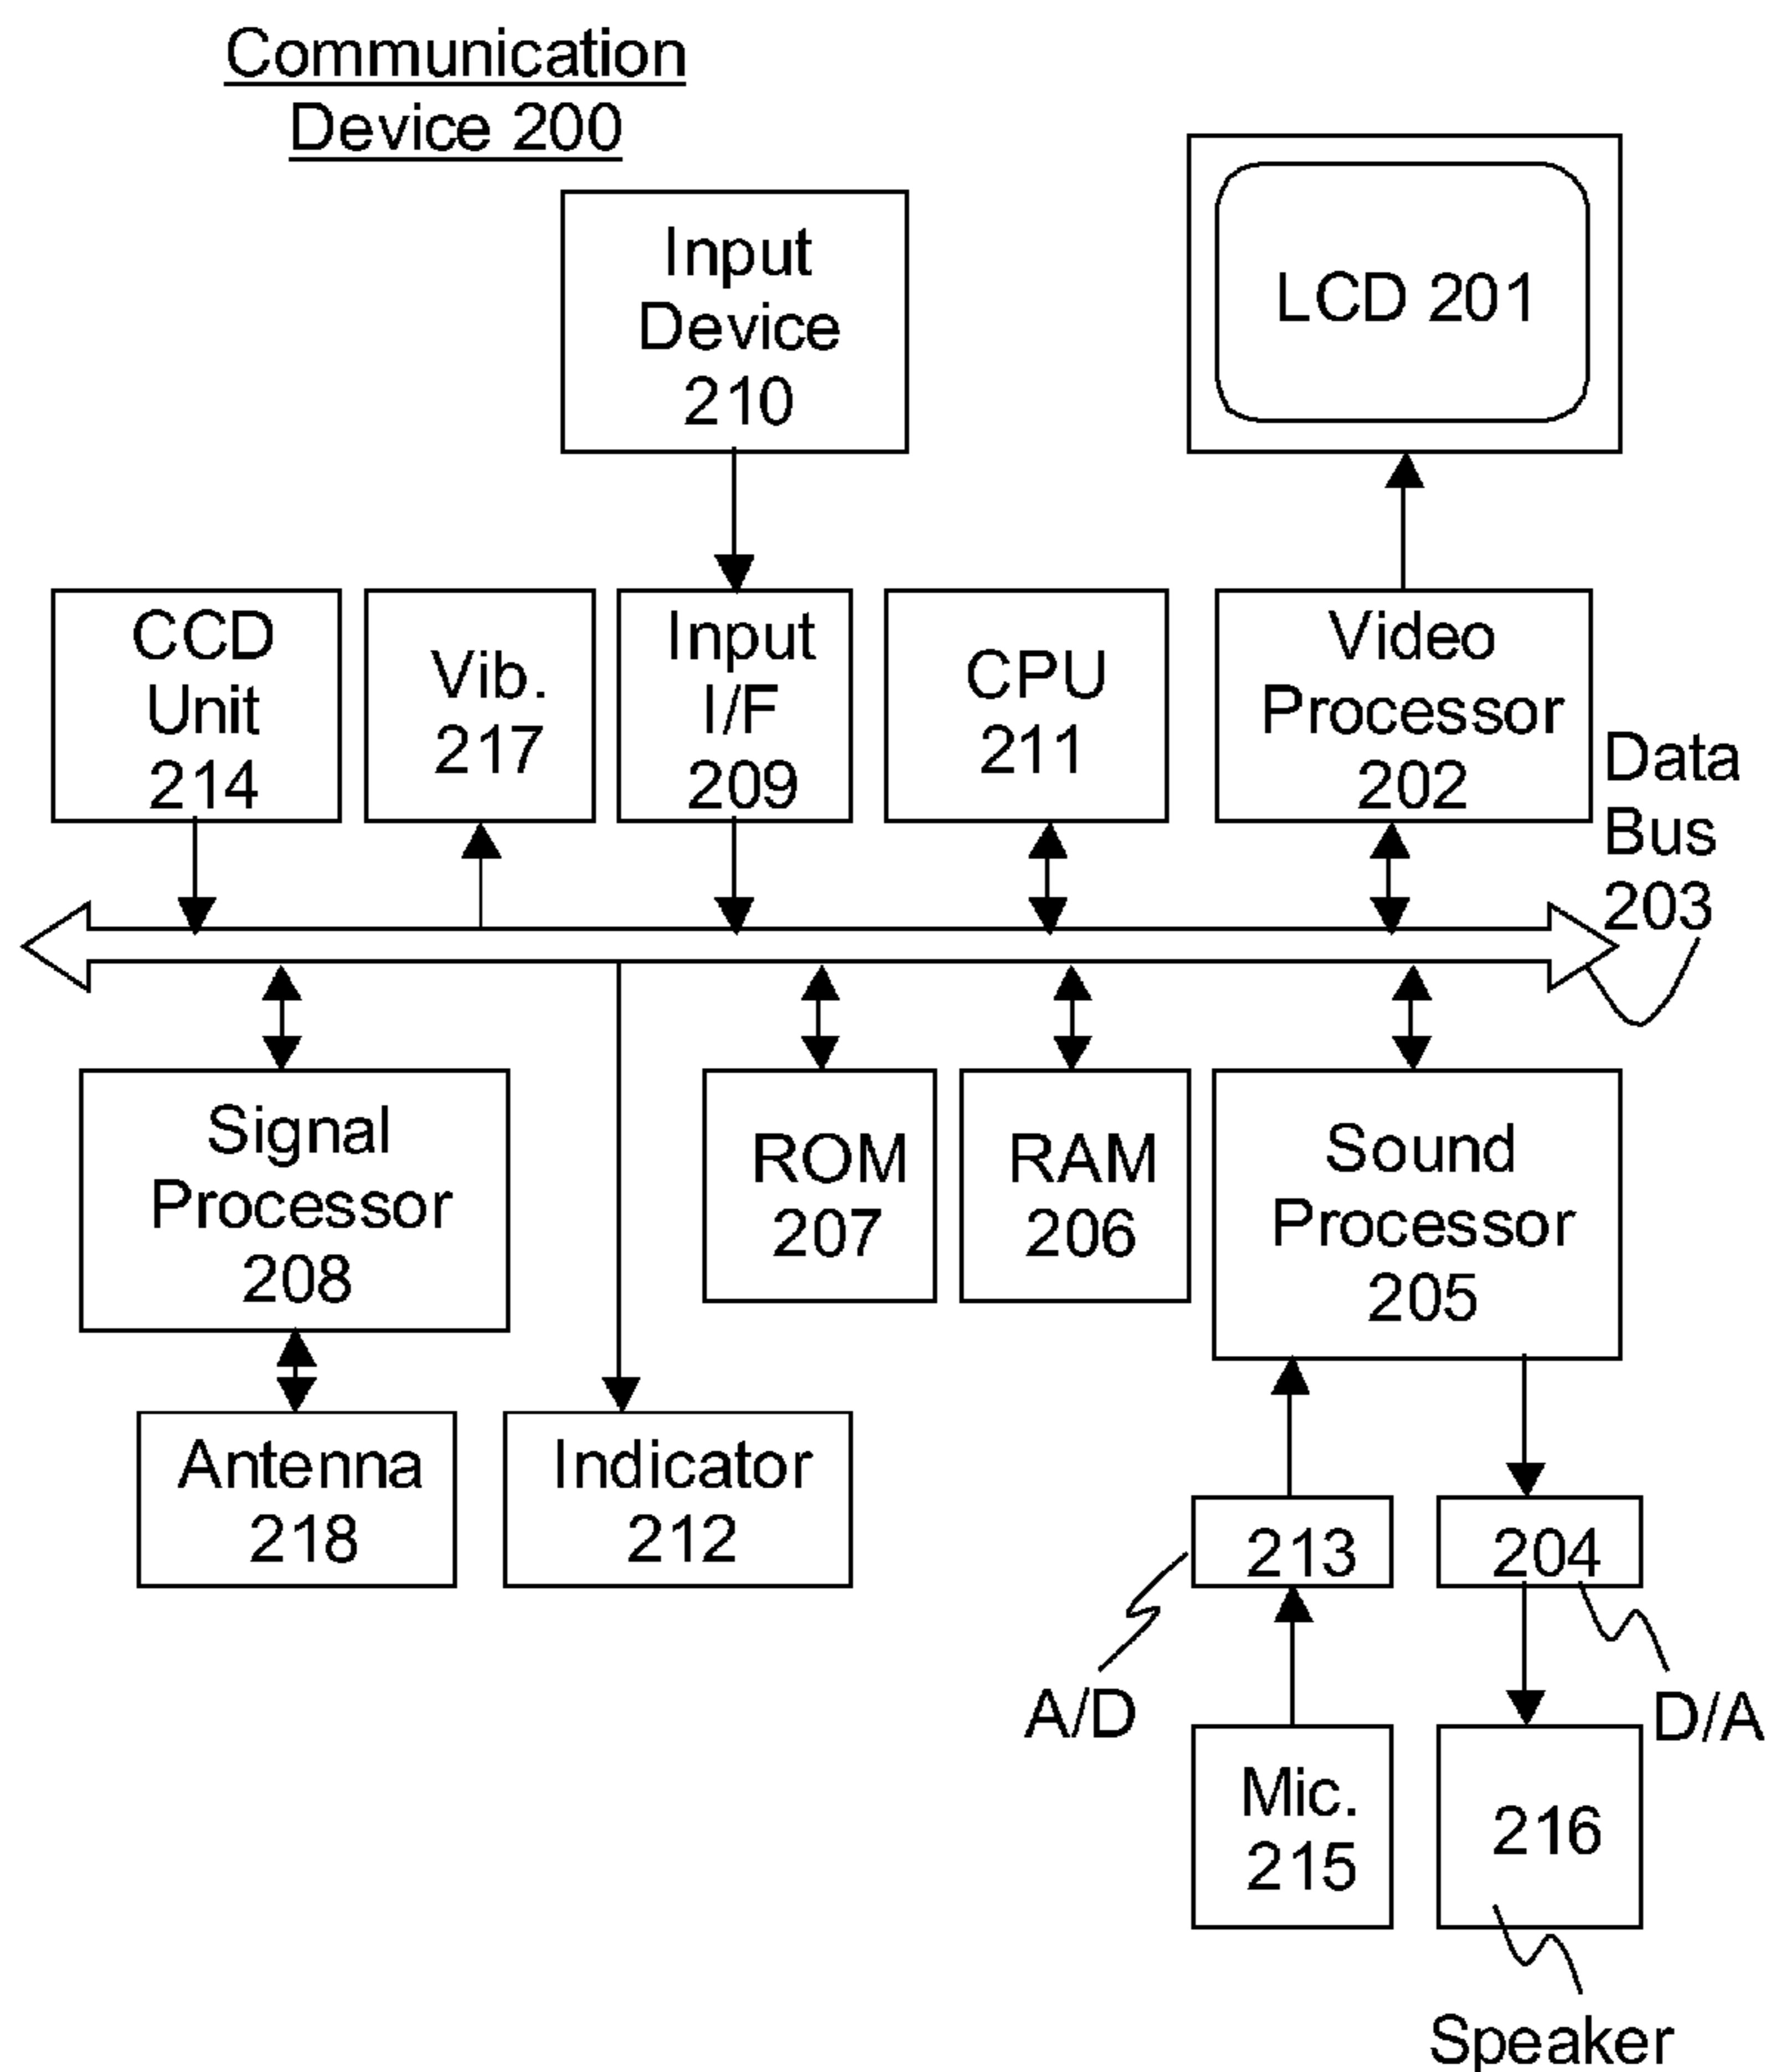 Communication
Device 200
Input
Device
210
LCD 201
CCD
Unit
214
Vib.
217
Input
I/F
209
CPU
211
Video
Processor
202
Data
Bus
203
Signal
Processor
208
ROM
207
RAM
206
Sound
Processor
205
Antenna
218
Indicator
212
213
204
A/D
D/A
Mic.
215
216
Speaker